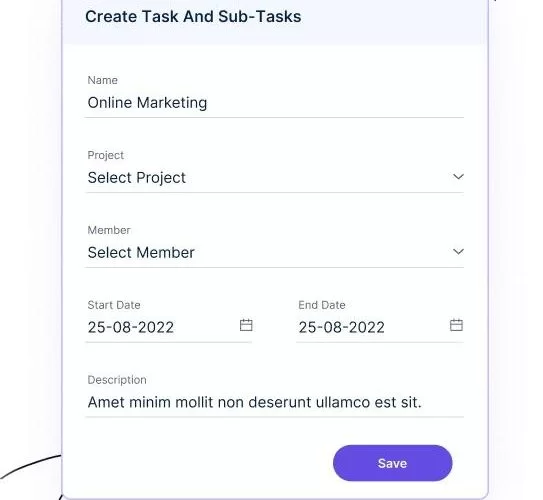 Create Task And Sub-Tasks
Name
Online Marketing
Project
Select Project
Member
Select Member
Start Date
End Date
25-08-2022
25-08-2022
Description
Amet minim mollit non deserunt ullamco est sit.
Save